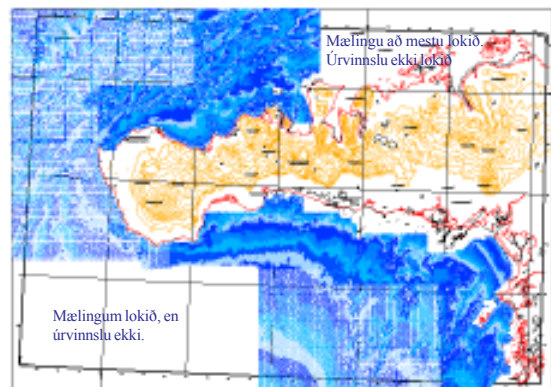 Mælingu að mestu lokið.
Úrvinnslu ekki lokið
Mælingum lokið, en
úrvinnslu ekki.